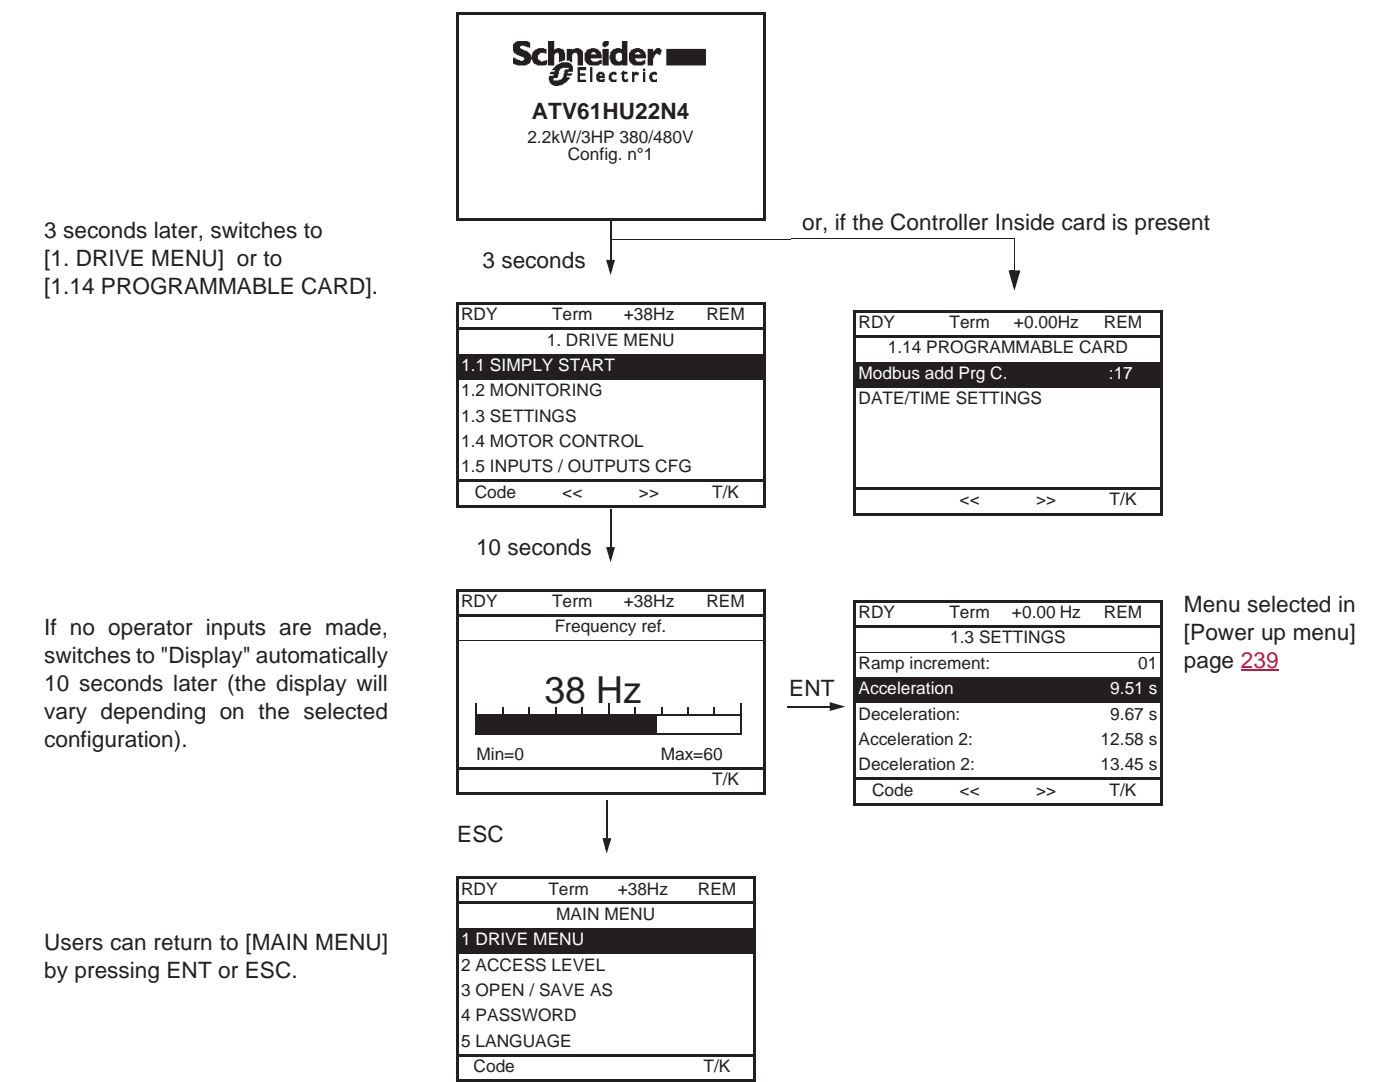 Schneider
Electric
ATV61HU22N4
2.2kW/3HP 380/480V
Config. n°1
3 seconds later, switches to
[1. DRIVE MENU] or to
[1.14 PROGRAMMABLE CARD].
3 seconds
or, if the Controller Inside card is present
RDY Term +38Hz REM
1. DRIVE MENU
1.1 SIMPLY START
1.2 MONITORING
1.3 SETTINGS
1.4 MOTOR CONTROL
1.5 INPUTS / OUTPUTS CFG
Code << >> T/K
RDY Term +0.00Hz REM
1.14 PROGRAMMABLE CARD
Modbus add Prg C. :17
DATE/TIME SETTINGS
<< >> T/K
10 seconds
If no operator inputs are made,
switches to "Display" automatically
10 seconds later (the display will
vary depending on the selected
configuration).
RDY Term +38Hz REM
Frequency ref.
38 Hz
Min=0 Max=60
T/K
ENT
RDY Term +0.00 Hz REM
1.3 SETTINGS
Ramp increment: 01
Acceleration 9.51 s
Deceleration: 9.67 s
Acceleration 2: 12.58 s
Deceleration 2: 13.45 s
Code << >> T/K
Menu selected in
[Power up menu]
page 239
ESC
Users can return to [MAIN MENU]
by pressing ENT or ESC.
RDY Term +38Hz REM
MAIN MENU
1 DRIVE MENU
2 ACCESS LEVEL
3 OPEN / SAVE AS
4 PASSWORD
5 LANGUAGE
Code T/K